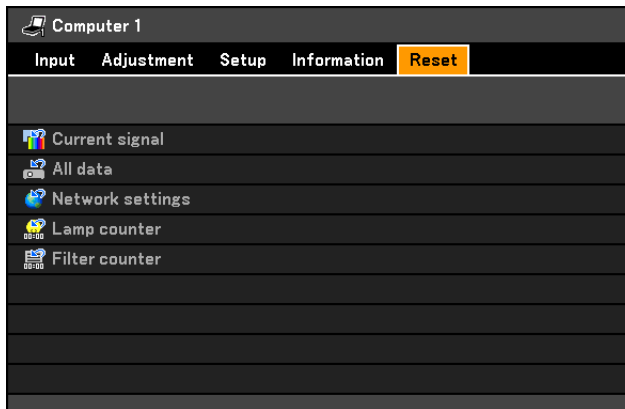 Computer 1
Input Adjustment Setup Information Reset
Current signal
All data
Network settings
Lamp counter
Filter counter